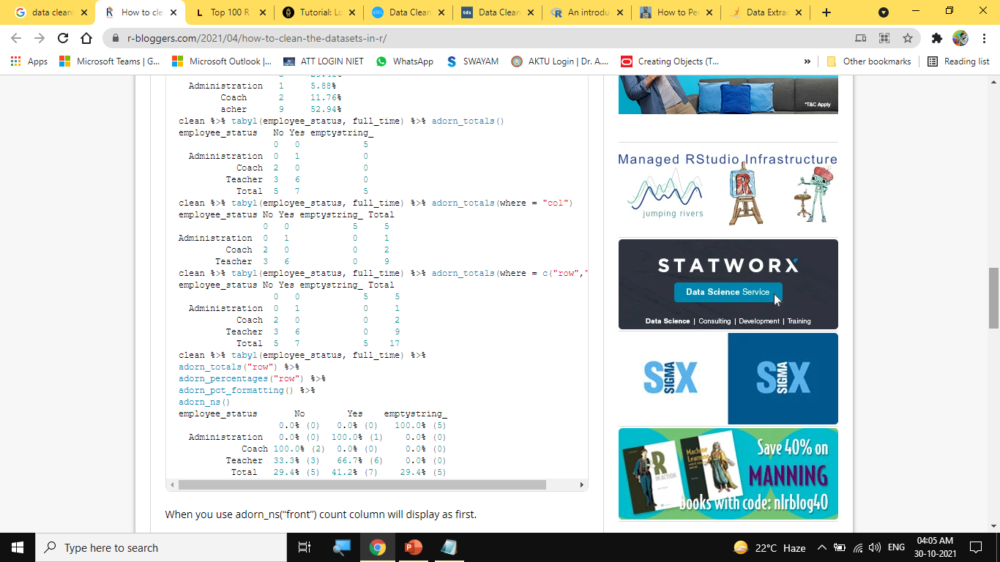 data cleani
How to cle
Top 100 R
Tutorial: Lo
Data Clean
Data Clean
An introdu
How to Per
Data Extrac
r-bloggers.com/2021/04/how-to-clean-the-datasets-in-r/
Apps
Microsoft Teams | G...
Microsoft Outlook |...
ATT LOGIN NIET
WhatsApp
SWAYAM
AKTU Login | Dr. A....
Creating Objects (T...
»
Other bookmarks
Reading list
Administration 1 5.88%
Coach 2 11.76%
acher 9 52.94%
clean %>% tabyl(employee_status, full_time) %>% adorn_totals()
employee_status No Yes emptystring_
0 0 5
Administration 0 1 0
Coach 2 0 0
Teacher 3 6 0
Total 5 7 5
clean %>% tabyl(employee_status, full_time) %>% adorn_totals(where = "col")
employee_status No Yes emptystring_ Total
0 0 5 5
Administration 0 1 0 1
Coach 2 0 0 2
Teacher 3 6 0 9
clean %>% tabyl(employee_status, full_time) %>% adorn_totals(where = c("row","
employee_status No Yes emptystring_ Total
0 0 5 5
Administration 0 1 0 1
Coach 2 0 0 2
Teacher 3 6 0 9
Total 5 7 5 17
clean %>% tabyl(employee_status, full_time) %>%
adorn_totals("row") %>%
adorn_percentages("row") %>%
adorn_pct_formatting() %>%
adorn_ns()
employee_status No Yes emptystring_
0.0% (0) 0.0% (0) 100.0% (5)
Administration 0.0% (0) 100.0% (1) 0.0% (0)
Coach 100.0% (2) 0.0% (0) 0.0% (0)
Teacher 33.3% (3) 66.7% (6) 0.0% (0)
Total 29.4% (5) 41.2% (7) 29.4% (5)
When you use adorn_ns(“front”) count column will display as first.
*T&C Apply
Managed RStudio Infrastructure
jumping rivers
R
STATWORX
Data Science Service
Data Science | Consulting | Development | Training
SIX SIGMA
SIX SIGMA
R
IN ACTION
Machine
Learning
Save 40% on
MANNING
books with code: nlrblog40
Type here to search
22°C Haze
ENG
04:05 AM
30-10-2021